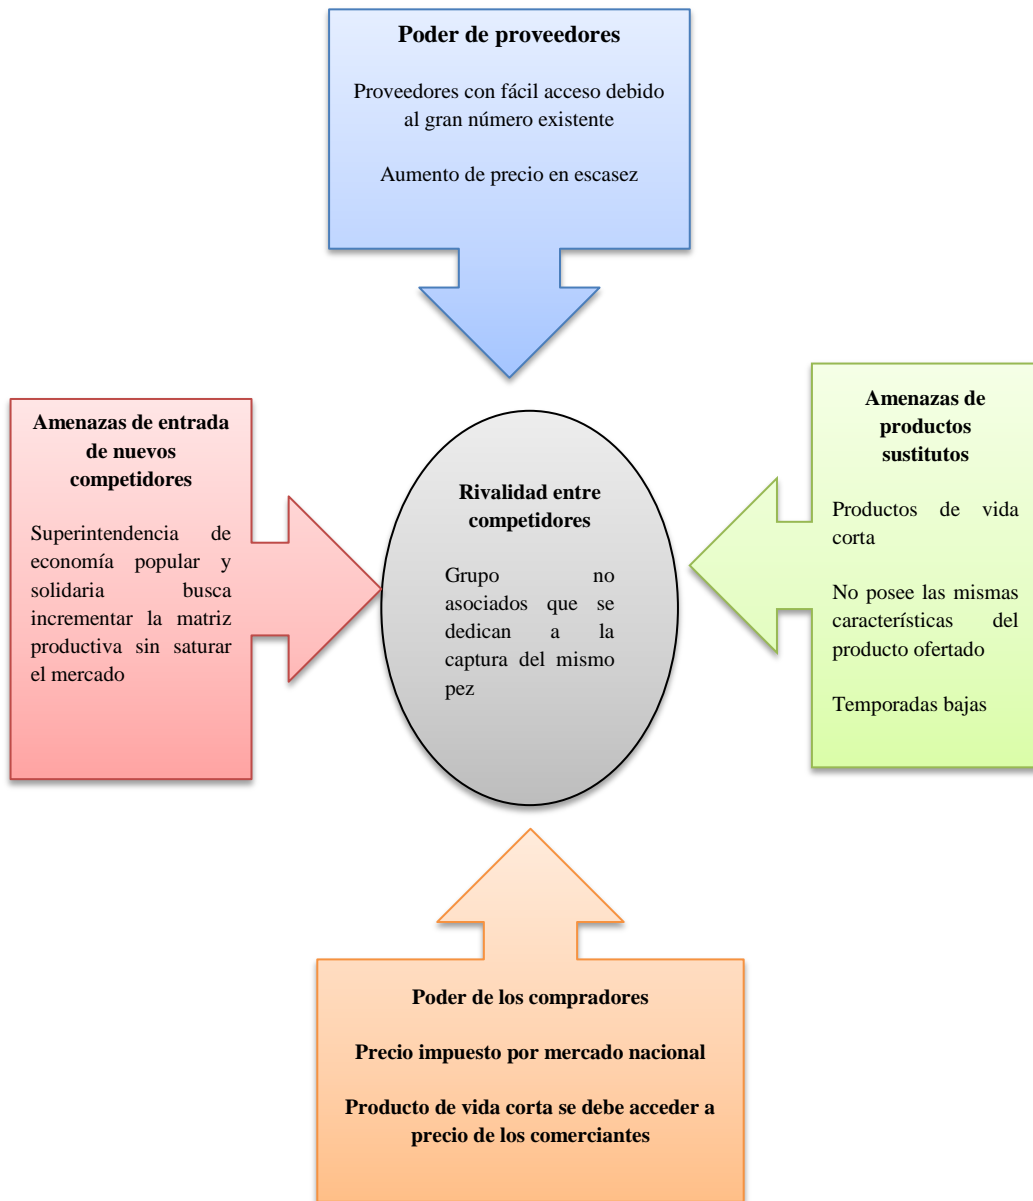 Poder de proveedores
Proveedores con fácil acceso debido
al gran número existente
Aumento de precio en escasez
Amenazas de entrada
de nuevos
competidores
Superintendencia de
economía popular y
solidaria busca
incrementar la matriz
productiva sin saturar
el mercado
Rivalidad entre
competidores
Grupo no
asociados que se
dedican a la
captura del mismo
pez
Amenazas de
productos
sustitutos
Productos de vida
corta
No posee las mismas
características del
producto ofertado
Temporadas bajas
Poder de los compradores
Precio impuesto por mercado nacional
Producto de vida corta se debe acceder a
precio de los comerciantes